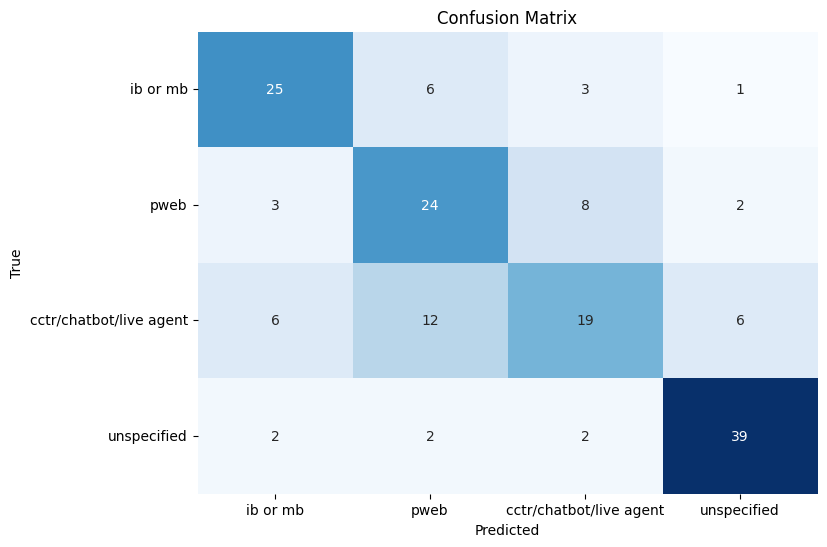 Confusion Matrix
True
ib or mb 25 6 3 1
pweb 3 24 8 2
cctr/chatbot/live agent 6 12 19 6
unspecified 2 2 2 39
ib or mb pweb cctr/chatbot/live agent unspecified
Predicted